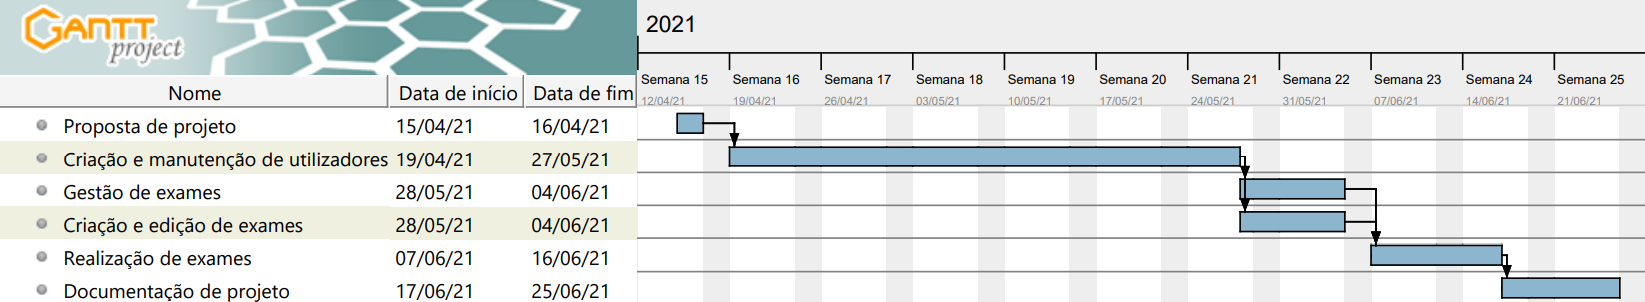 GANTT
project
2021
Semana 15 Semana 16 Semana 17 Semana 18 Semana 19 Semana 20 Semana 21 Semana 22 Semana 23 Semana 24 Semana 25
Nome Data de início Data de fim
12/04/21 19/04/21 26/04/21 03/05/21 10/05/21 17/05/21 24/05/21 31/05/21 07/06/21 14/06/21 21/06/21
Proposta de projeto 15/04/21 16/04/21
Criação e manutenção de utilizadores 19/04/21 27/05/21
Gestão de exames 28/05/21 04/06/21
Criação e edição de exames 28/05/21 04/06/21
Realização de exames 07/06/21 16/06/21
Documentação de projeto 17/06/21 25/06/21